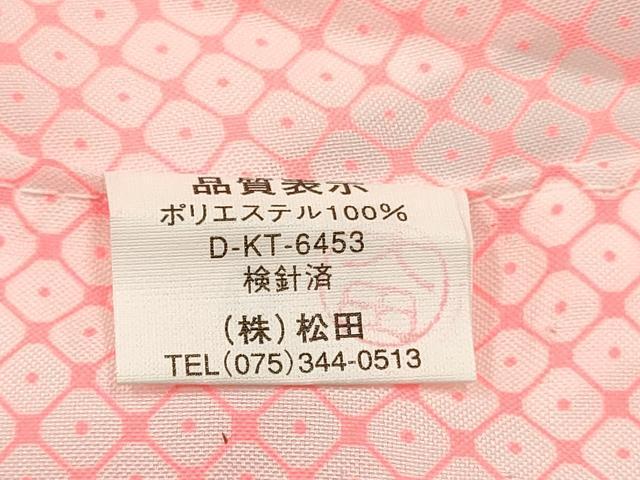 品質表示
ポリエステル100%
D-KT-6453
検針済
(株)松田
TEL(075)344-0513